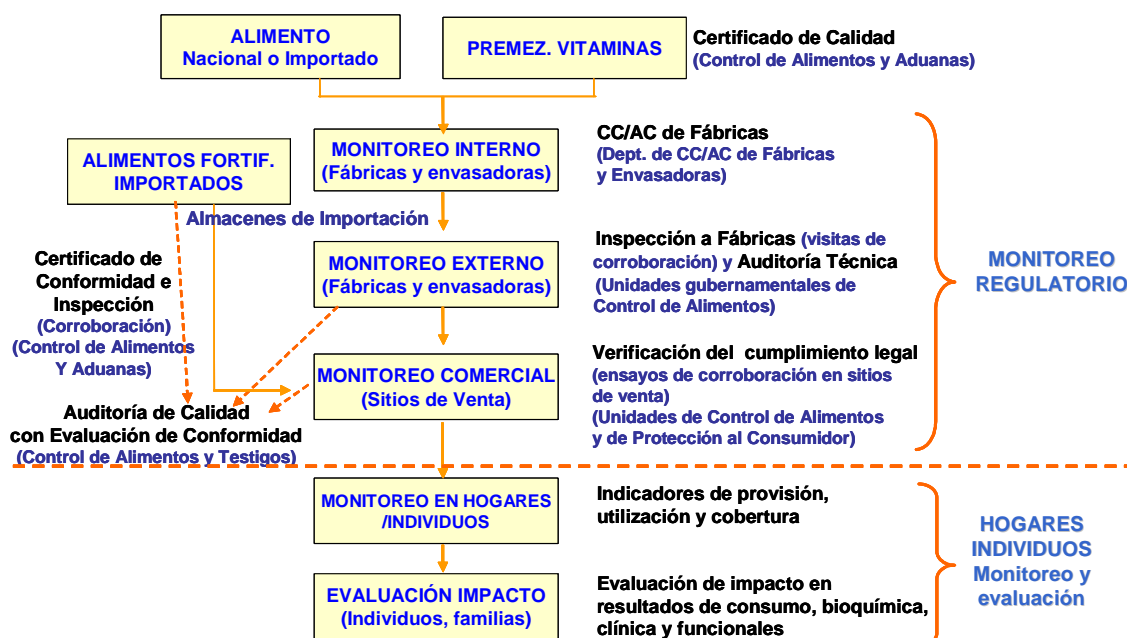 ALIMENTO
Nacional o Importado
PREMEZ. VITAMINAS
Certificado de Calidad
(Control de Alimentos y Aduanas)
ALIMENTOS FORTIF.
IMPORTADOS
MONITOREO INTERNO
(Fábricas y envasadoras)
CC/AC de Fábricas
(Dept. de CC/AC de Fábricas
y Envasadoras)
Almacenes de Importación
Certificado de
Conformidad e
Inspección
(Corroboración)
(Control de Alimentos
Y Aduanas)
MONITOREO EXTERNO
(Fábricas y envasadoras)
Inspección a Fábricas (visitas de
corroboración) y Auditoría Técnica
(Unidades gubernamentales de
Control de Alimentos)
MONITOREO
REGULATORIO
MONITOREO COMERCIAL
(Sitios de Venta)
Verificación del cumplimiento legal
(ensayos de corroboración en sitios
de venta)
(Unidades de Control de Alimentos
y de Protección al Consumidor)
Auditoría de Calidad
con Evaluación de Conformidad
(Control de Alimentos y Testigos)
MONITOREO EN HOGARES
/INDIVIDUOS
Indicadores de provisión,
utilización y cobertura
HOGARES
INDIVIDUOS
Monitoreo y
evaluación
EVALUACIÓN IMPACTO
(Individuos, familias)
Evaluación de impacto en
resultados de consumo, bioquímica,
clínica y funcionales